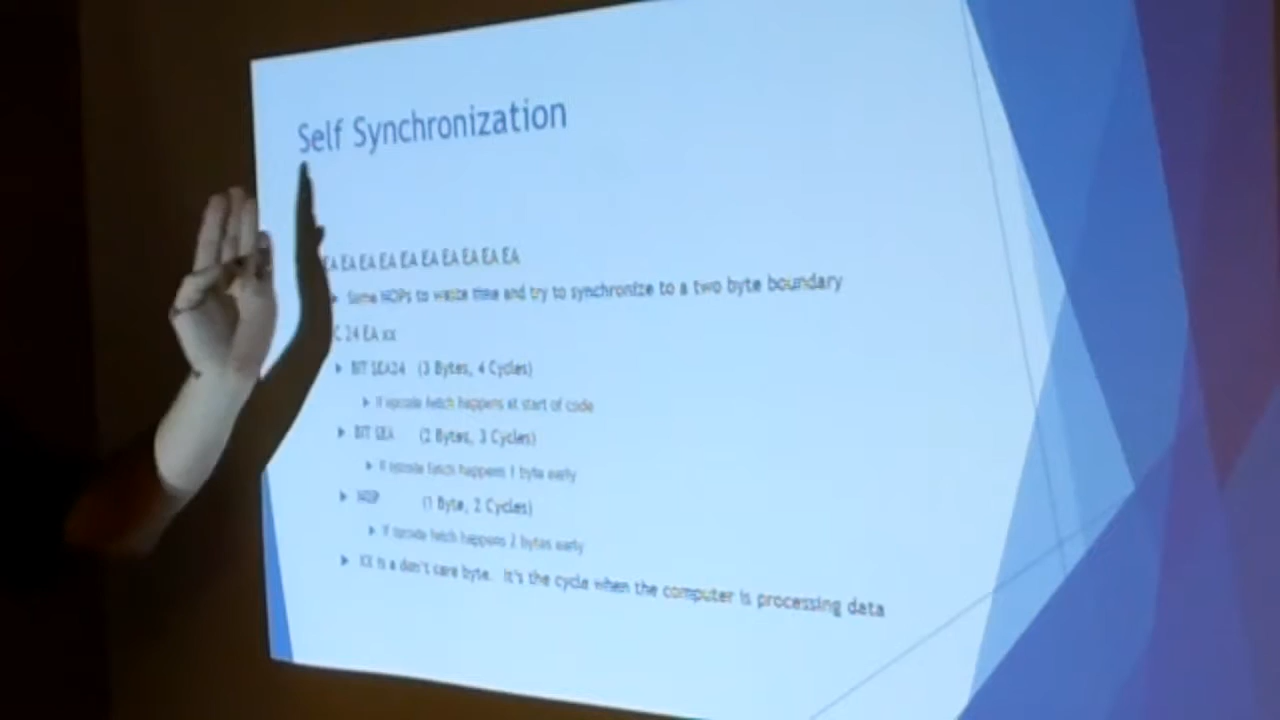 Self Synchronization
EA EA EA EA EA EA EA EA EA EA
Some NOPs to waste time and try to synchronize to a two byte boundary
C 24 EA xx
BIT $EA24 (3 Bytes, 4 Cycles)
If opcode fetch happens at start of code
BIT $EA (2 Bytes, 3 Cycles)
If opcode fetch happens 1 byte early
NOP (1 Byte, 2 Cycles)
If opcode fetch happens 2 bytes early
XX is a don't care byte. It's the cycle when the computer is processing data